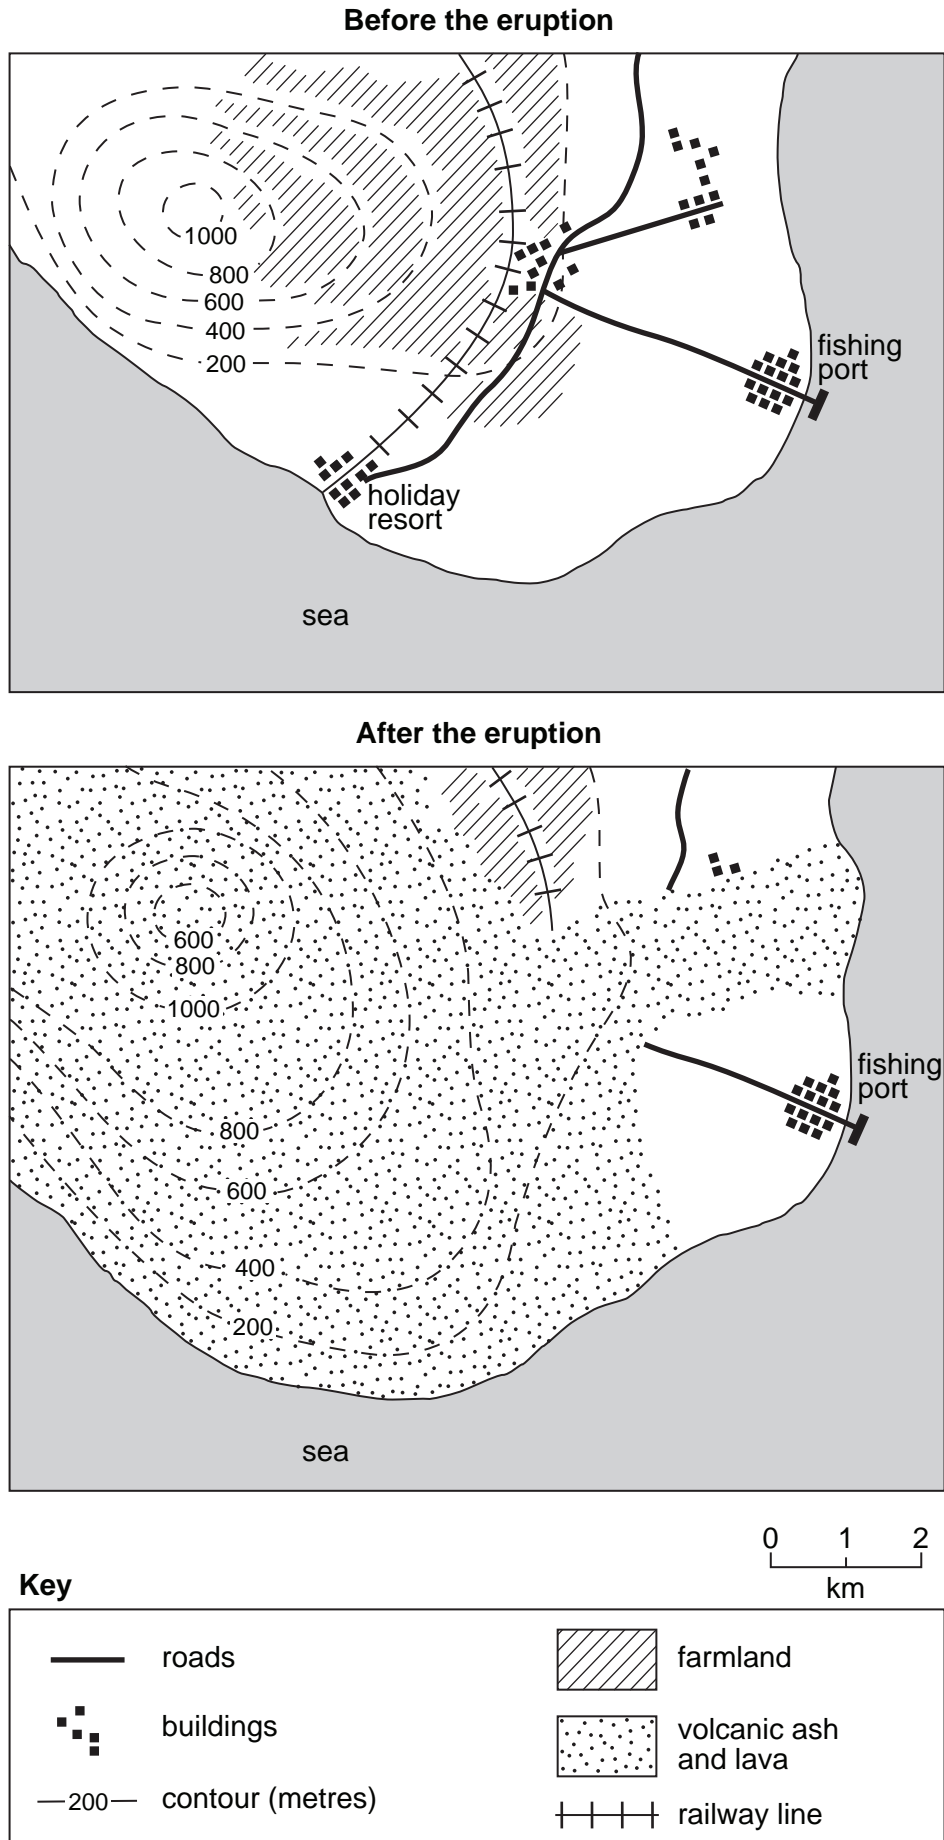 Before the eruption
1000
800
600
400
200
fishing
port
holiday
resort
sea
After the eruption
600
800
1000
fishing
port
800
600
400
200
sea
0 1 2
km
Key
roads
farmland
buildings
volcanic ash
and lava
200
contour (metres)
railway line